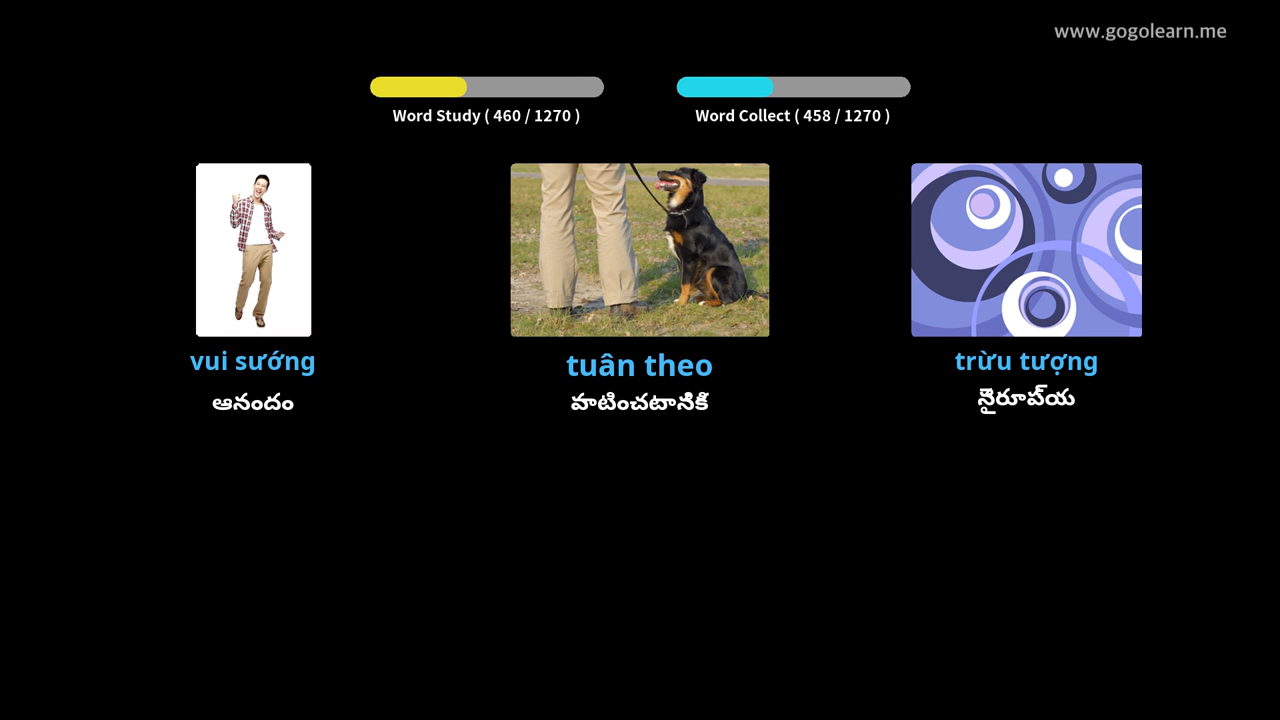 www.gogolearn.me
Word Study ( 460 / 1270 )
Word Collect ( 458 / 1270 )
vui sướng
tuân theo
trừu tượng
ఆనందం
పాటించటానికి
నైరూప్య